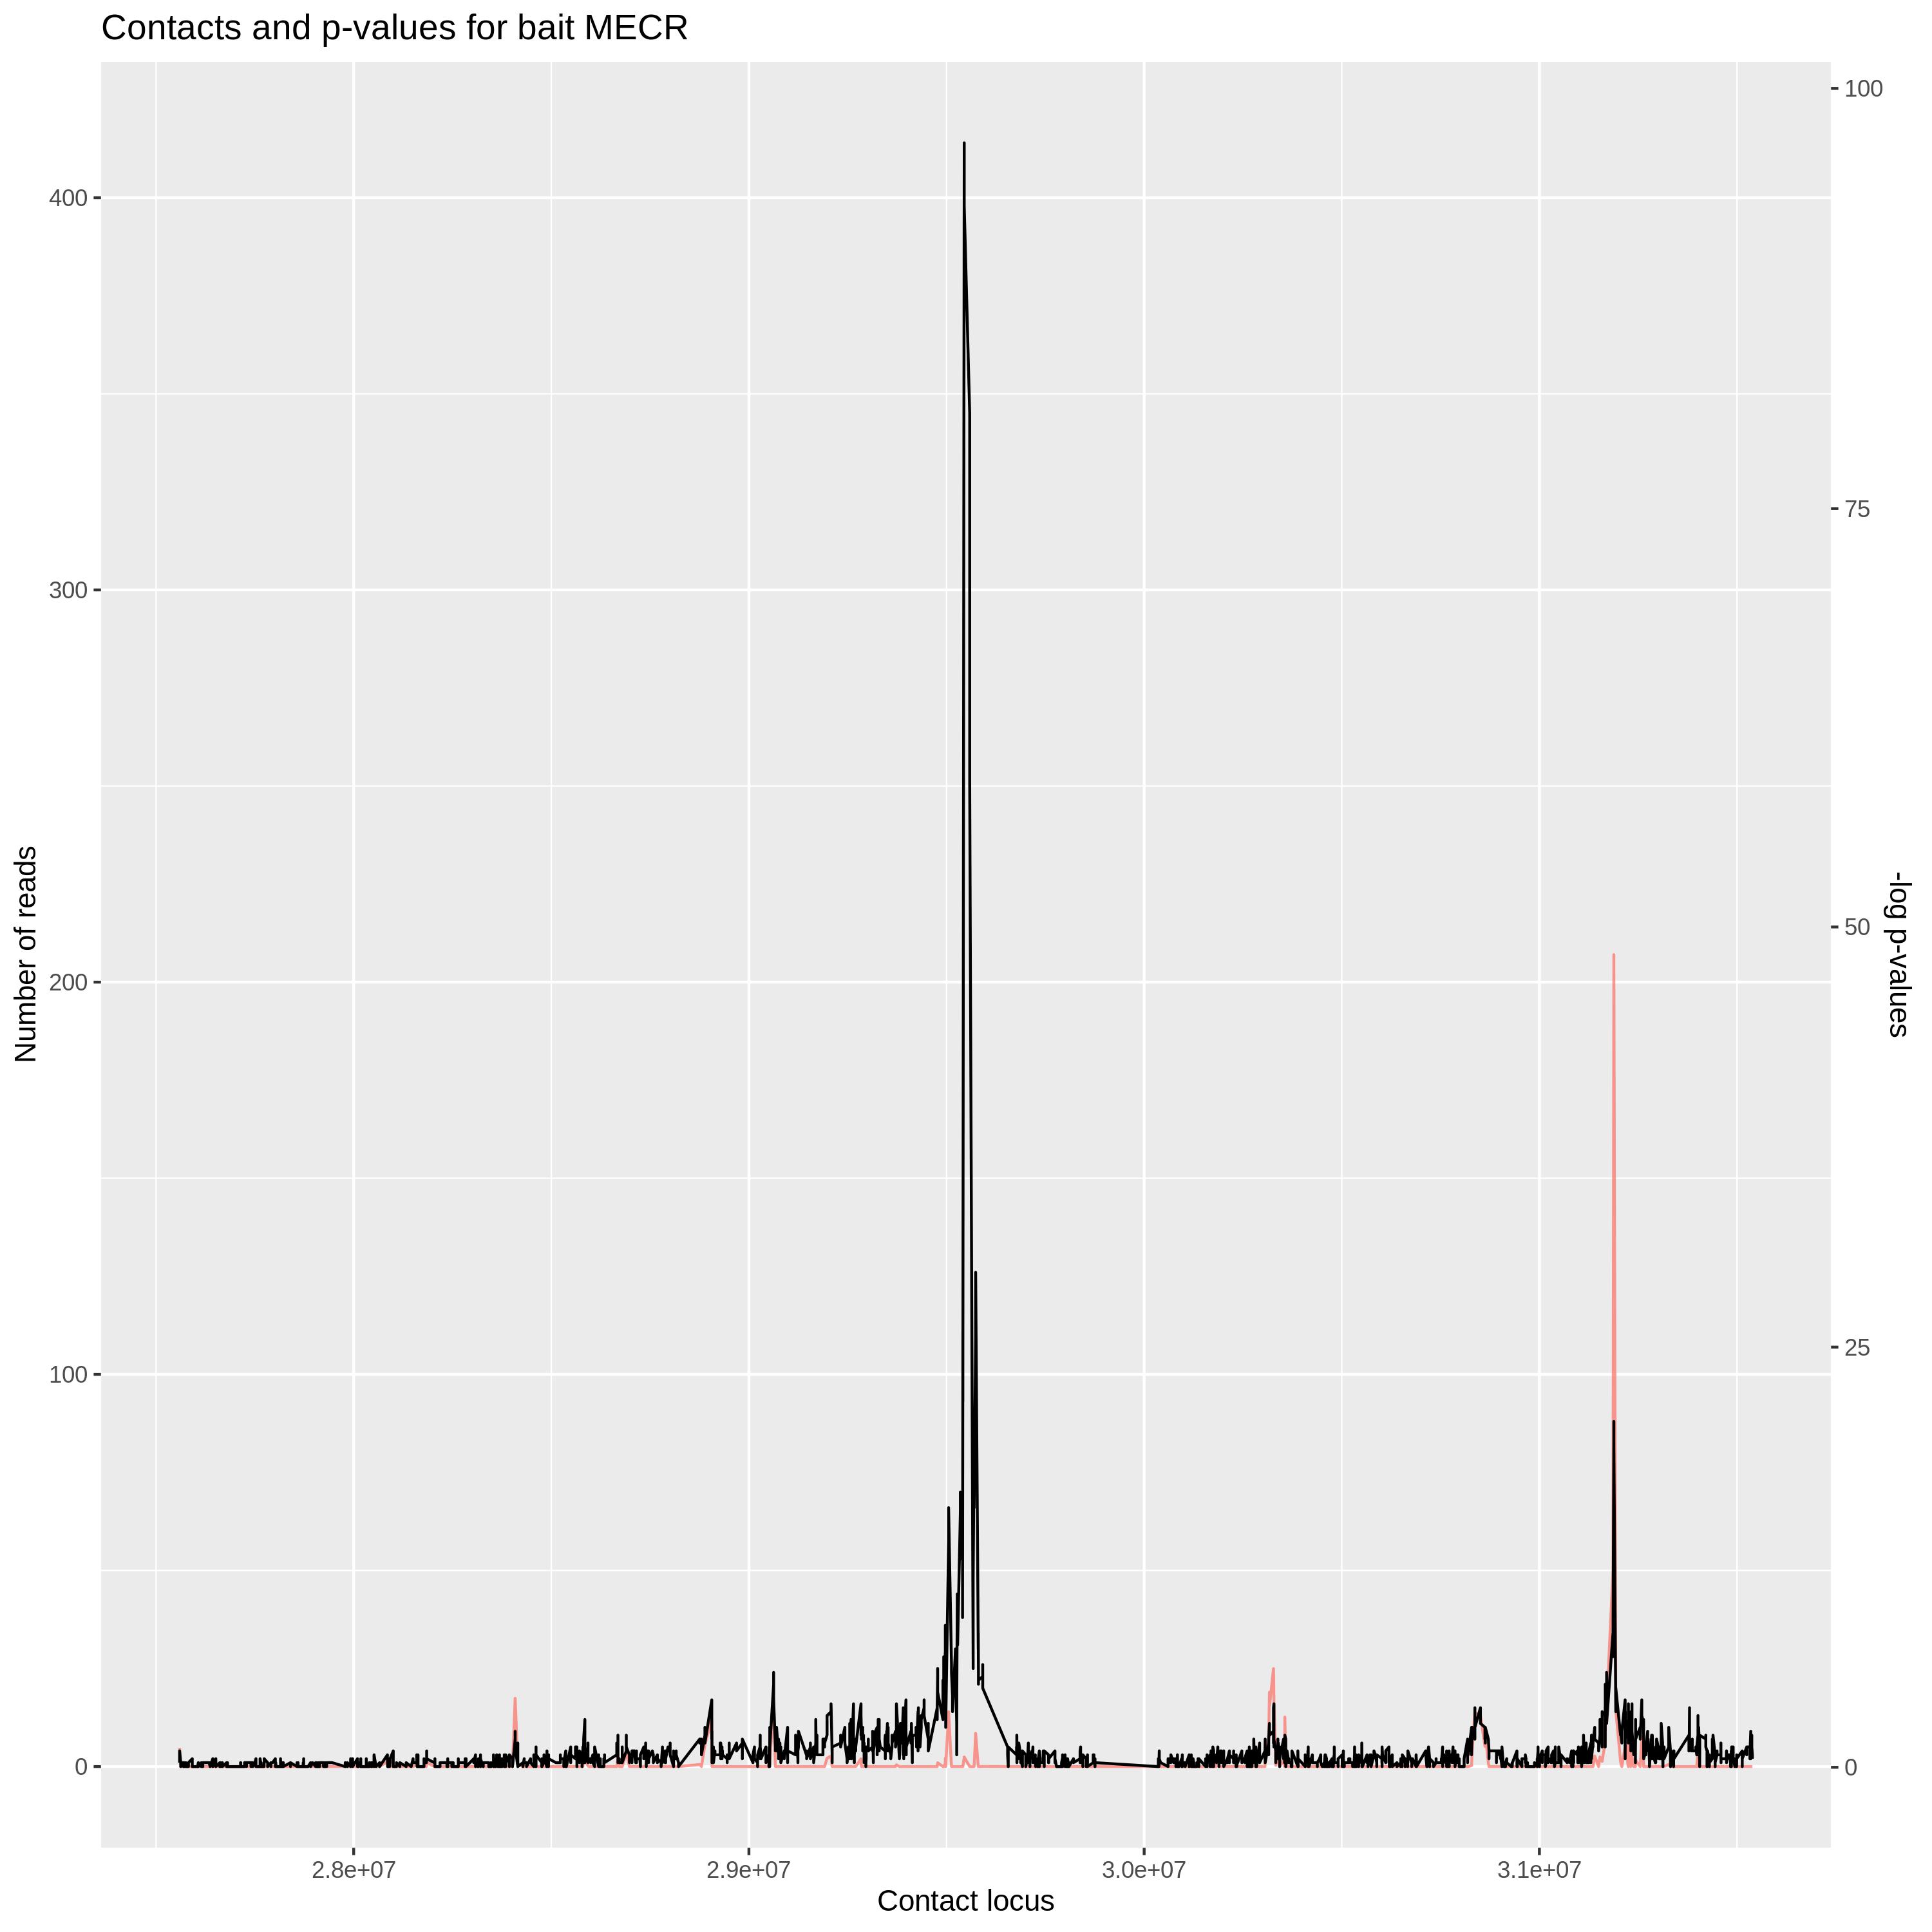 Contacts and p-values for bait MECR
400
300
200
100
0
100
75
50
25
0
Number of reads
-log p-values
2.8e+07 2.9e+07 3.0e+07 3.1e+07
Contact locus